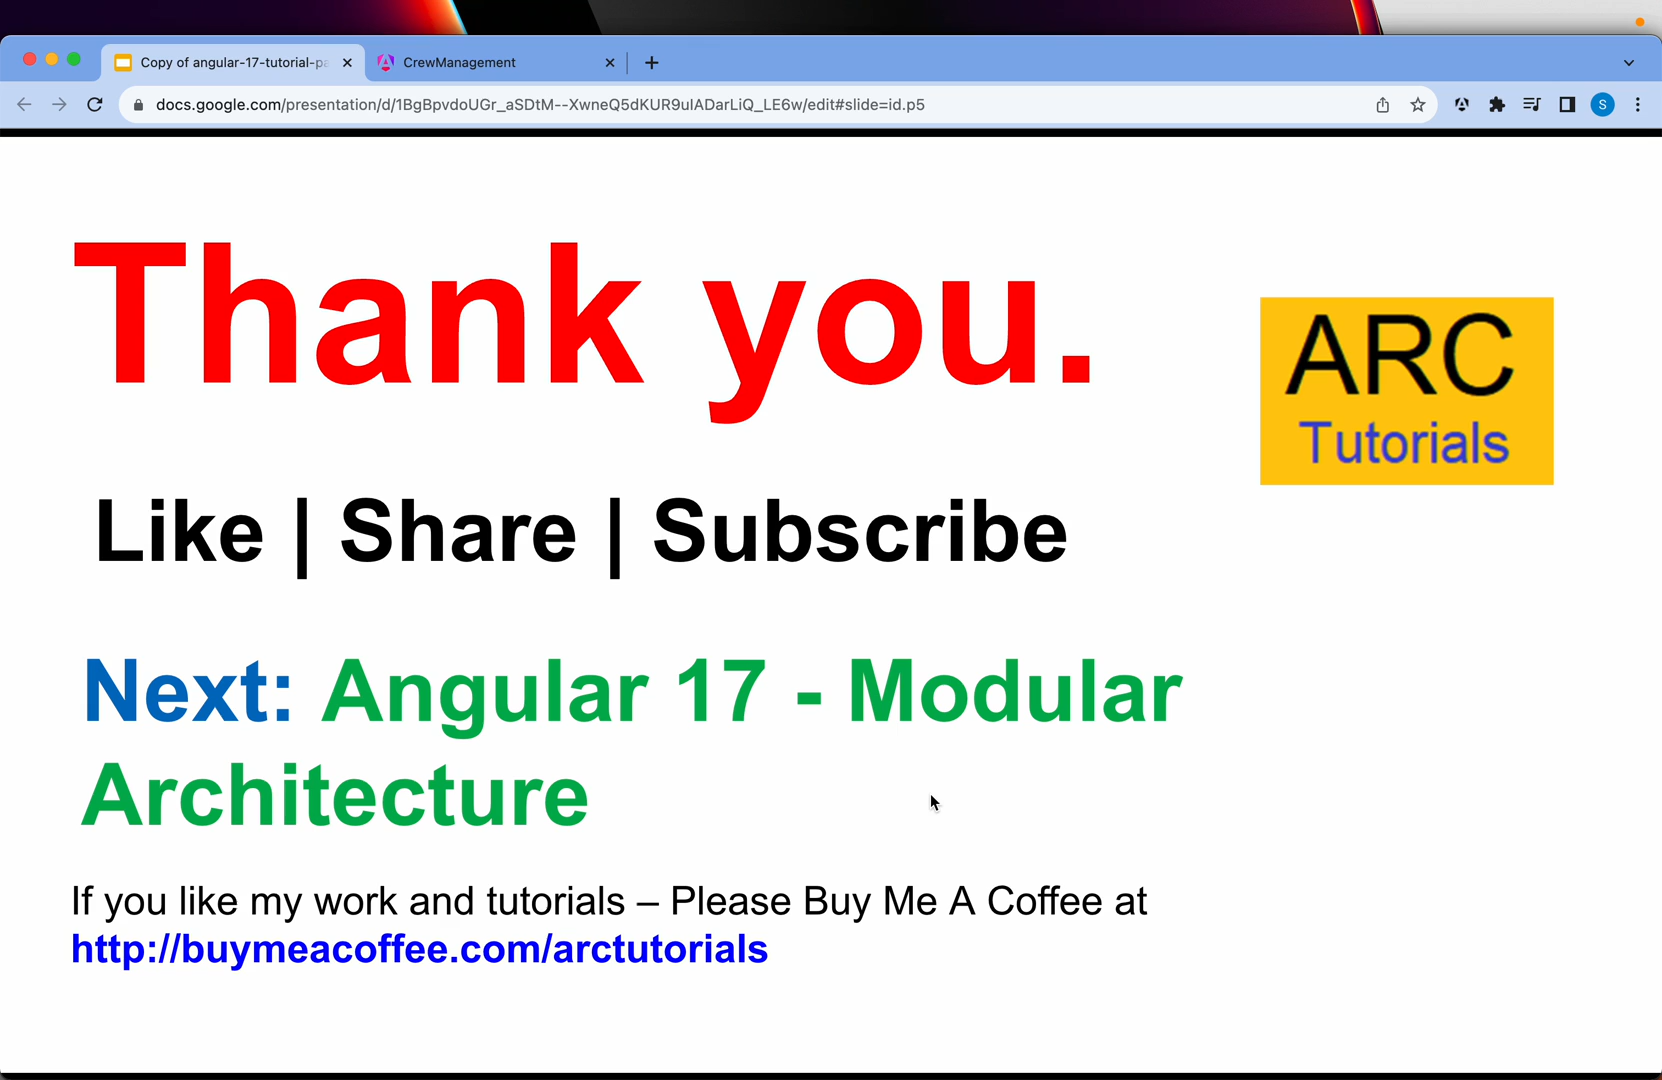 Copy of angular-17-tutorial-pa
CrewManagement
docs.google.com/presentation/d/1BgBpvdoUGr_aSDtM--XwneQ5dKUR9uIADarLiQ_LE6w/edit#slide=id.p5
S
Thank you.
ARC
Tutorials
Like | Share | Subscribe
Next: Angular 17 - Modular
Architecture
If you like my work and tutorials – Please Buy Me A Coffee at
http://buymeacoffee.com/arctutorials